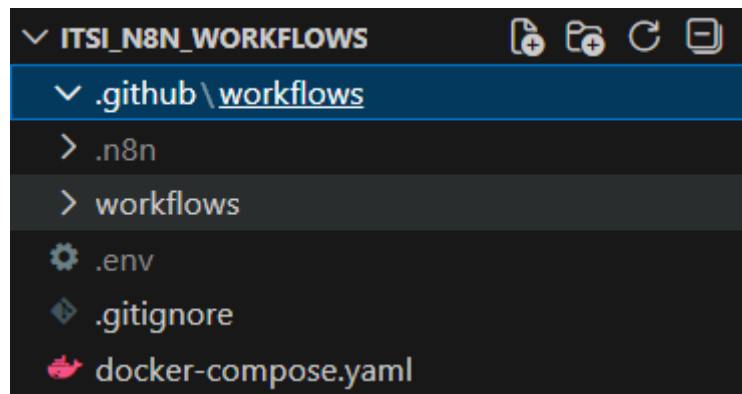 ITSI_N8N_WORKFLOWS
.github\workflows
.n8n
workflows
.env
.gitignore
docker-compose.yaml